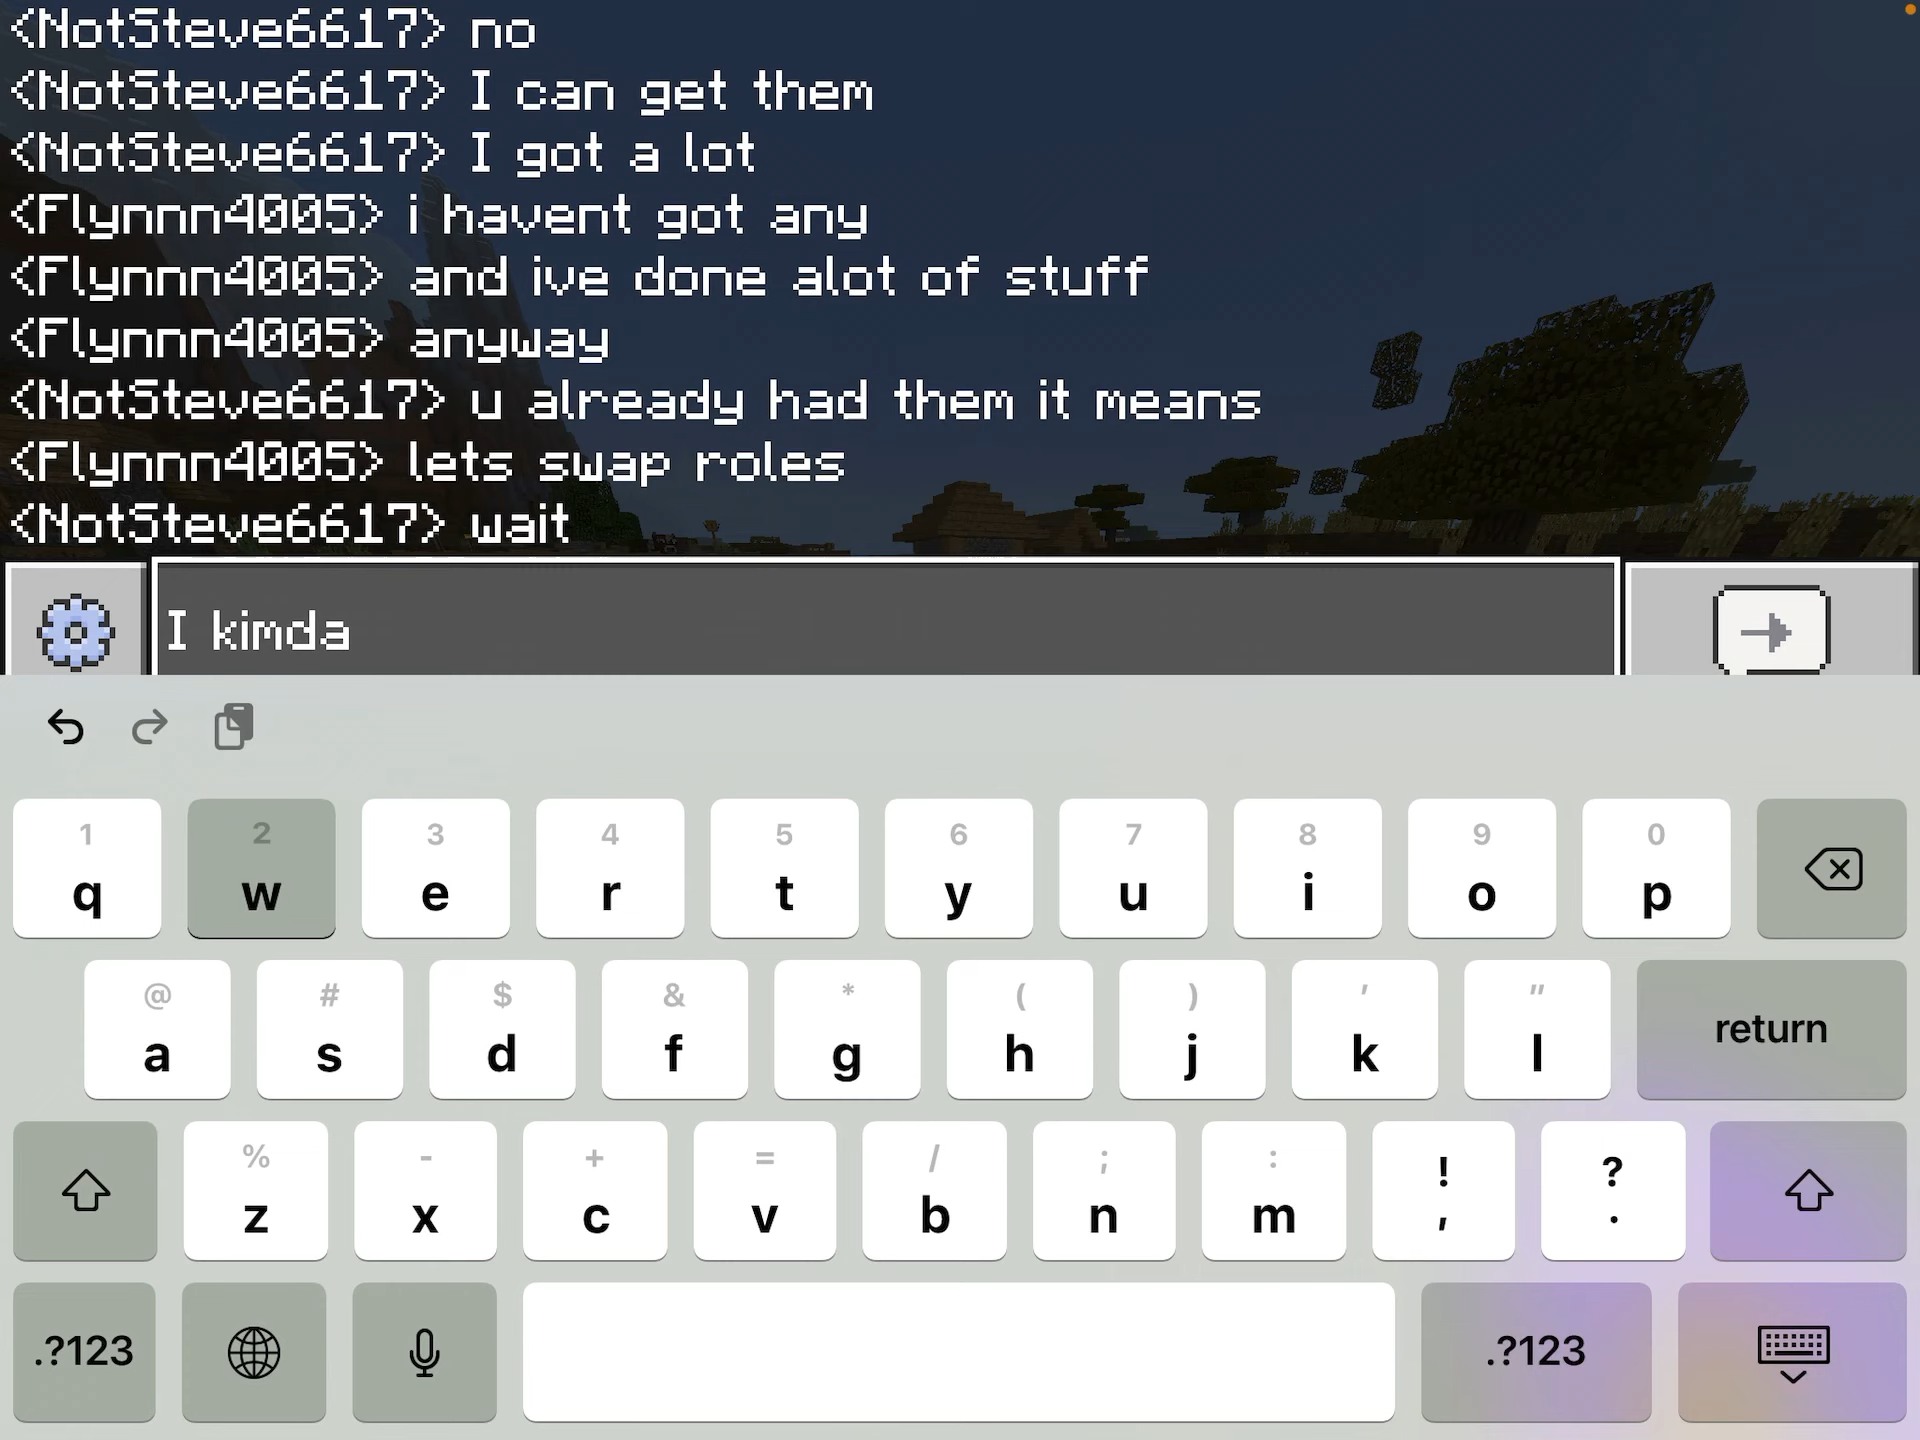 <NotSteve6617> no
<NotSteve6617> I can get them
<NotSteve6617> I got a lot
<Flynnn4005> i havent got any
<Flynnn4005> and ive done alot of stuff
<Flynnn4005> anyway
<NotSteve6617> u already had them it means
<Flynnn4005> lets swap roles
<NotSteve6617> wait
I kimda
1 2 3 4 5 6 7 8 9 0
q w e r t y u i o p
@ # $ & * ( ) ' "
a s d f g h j k l return
% - + = / ; : ! ?
z x c v b n m , .
.?123 .?123